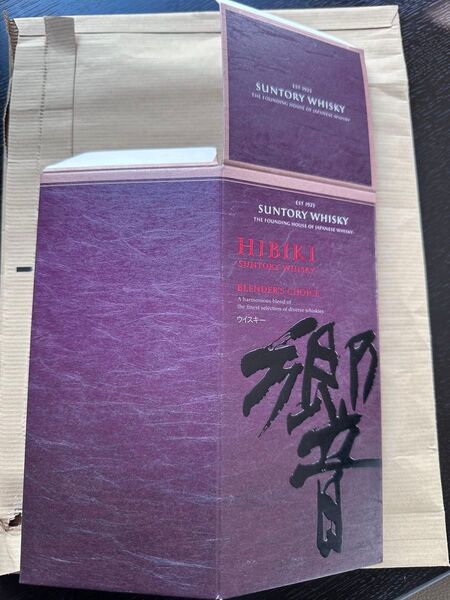 EST 1923
SUNTORY WHISKY
THE FOUNDING HOUSE OF JAPANESE WHISKY
EST 1923
SUNTORY WHISKY
THE FOUNDING HOUSE OF JAPANESE WHISKY
HIBIKI
SUNTORY WHISKY
BLENDER'S CHOICE
A harmonious blend of
the finest selection of diverse whiskies
ウイスキー
響